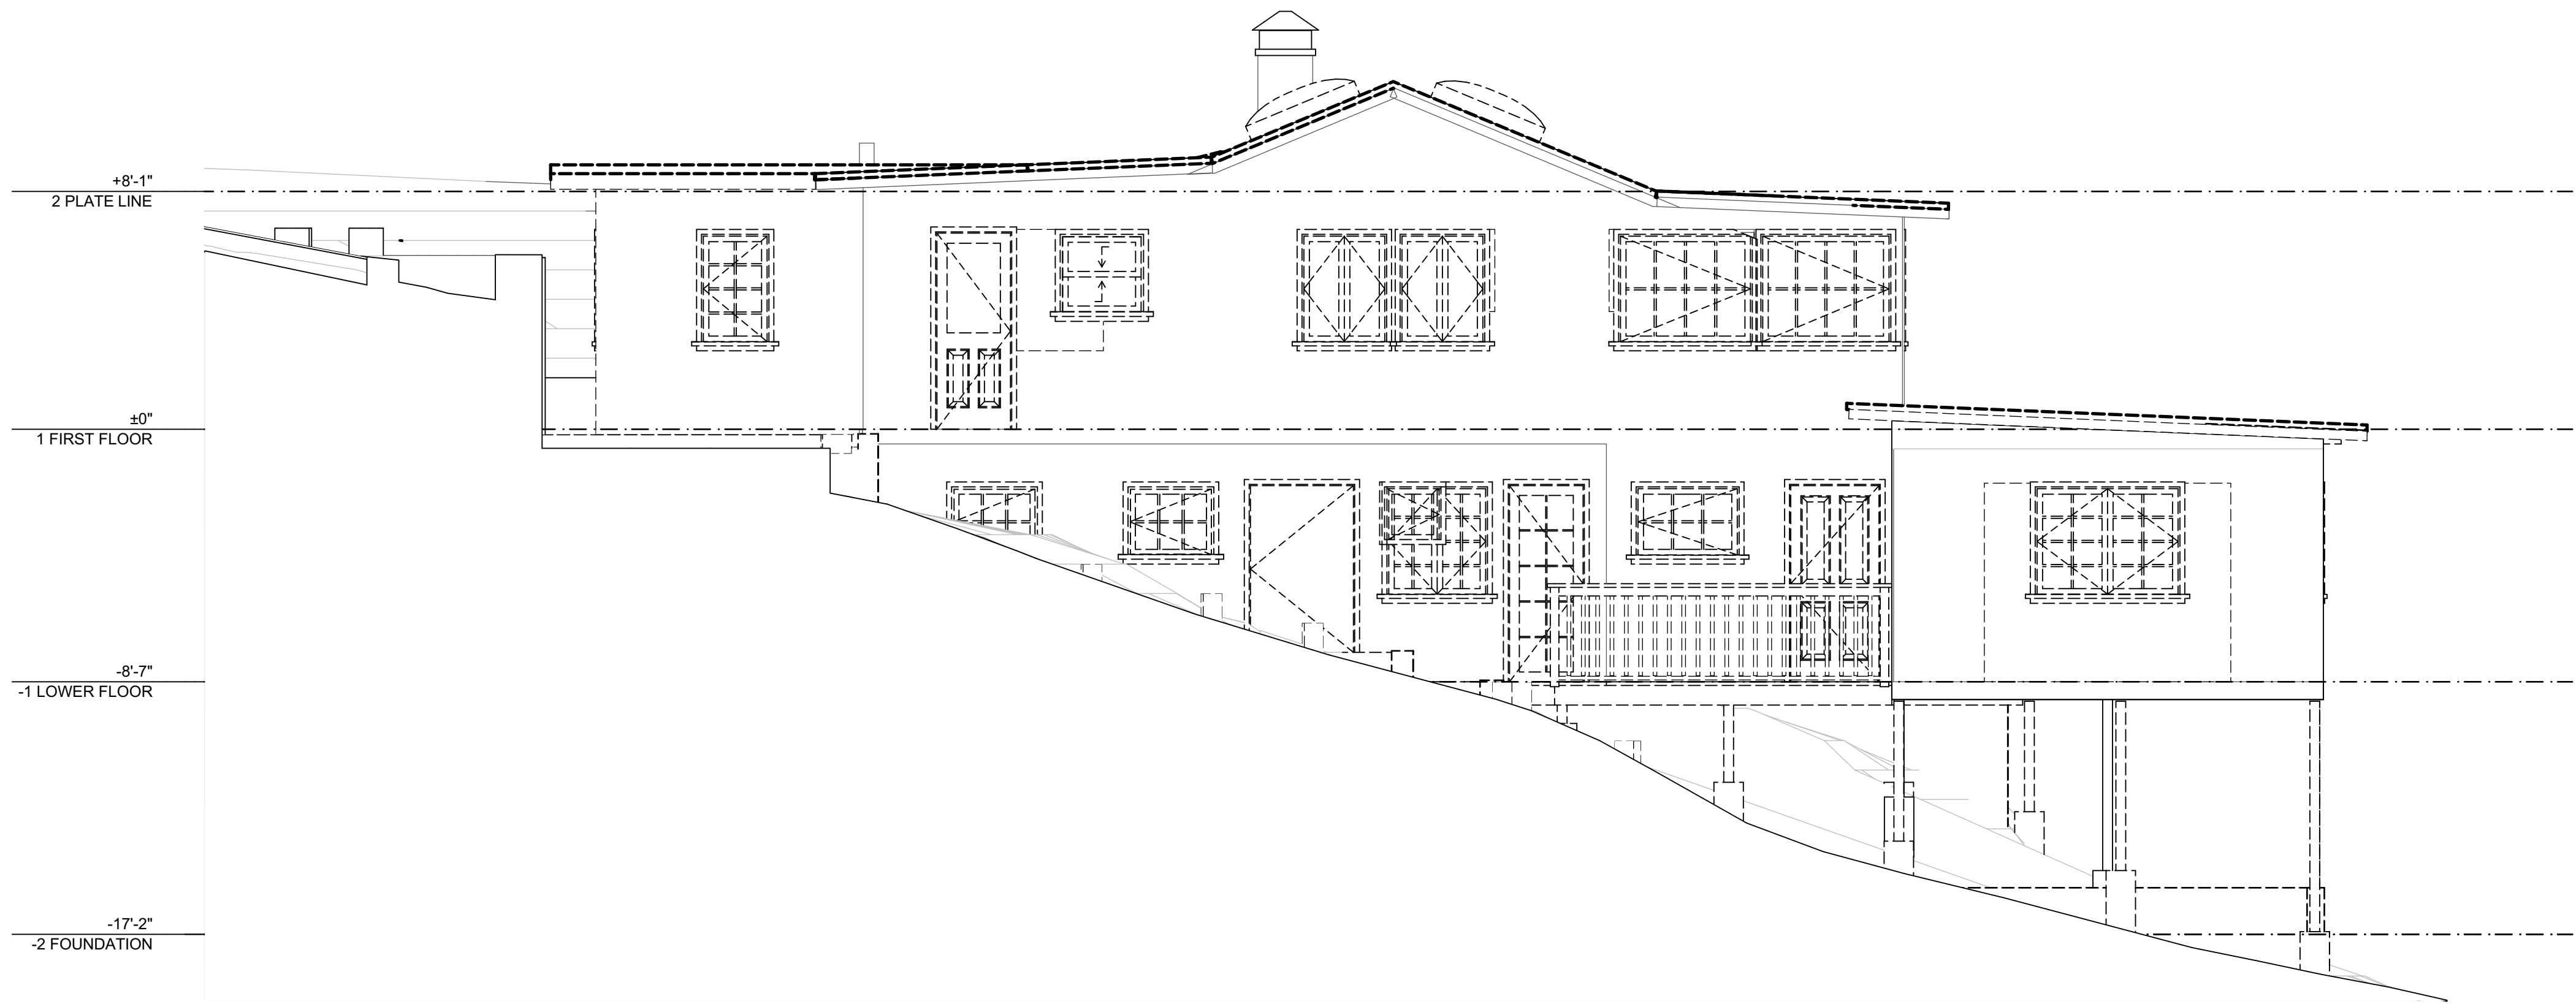 +8'-1"
2 PLATE LINE
±0"
1 FIRST FLOOR
-8'-7"
-1 LOWER FLOOR
-17'-2"
-2 FOUNDATION